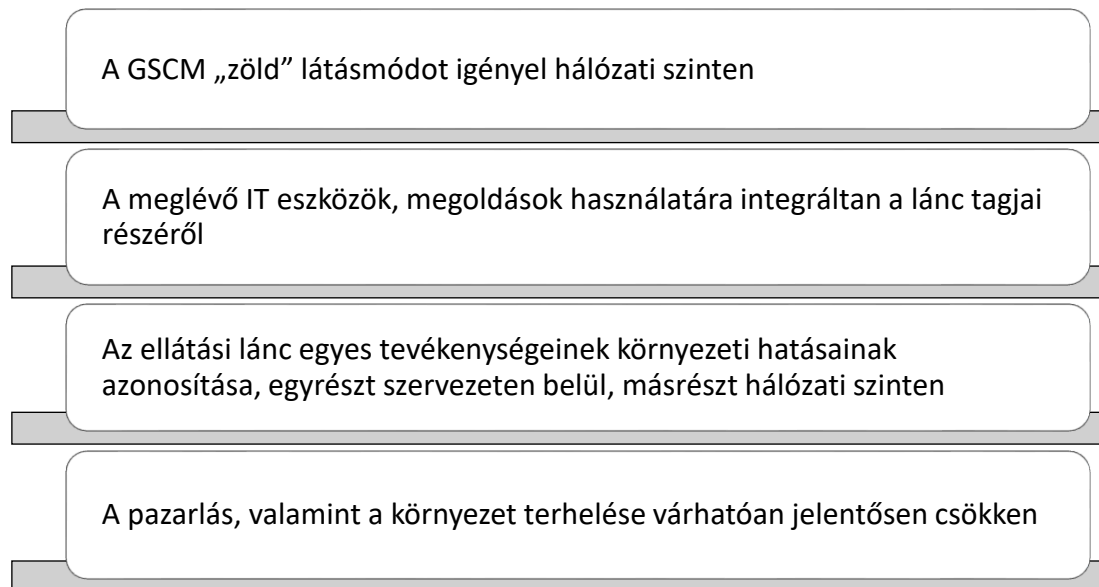 A GSCM „zöld” látásmódot igényel hálózati szinten
A meglévő IT eszközök, megoldások használatára integráltan a lánc tagjai
részéről
Az ellátási lánc egyes tevékenységeinek környezeti hatásainak
azonosítása, egyrészt szervezeten belül, másrészt hálózati szinten
A pazarlás, valamint a környezet terhelése várhatóan jelentősen csökken